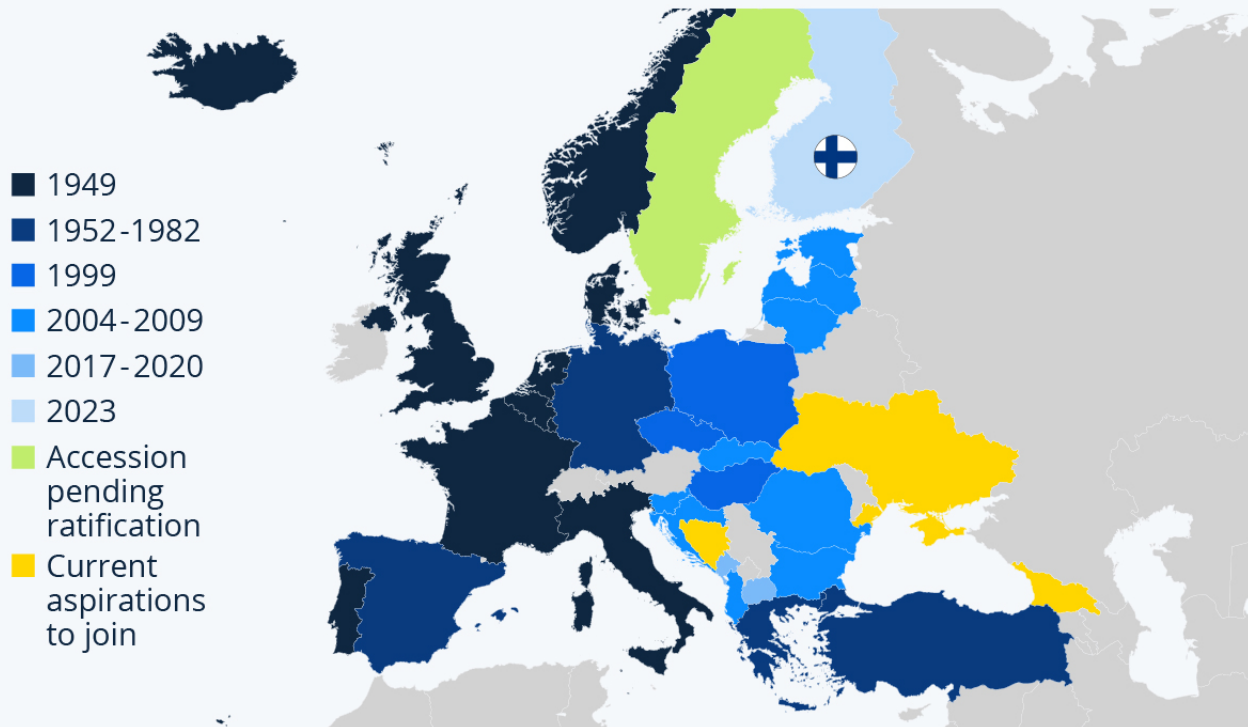 1949
1952-1982
1999
2004-2009
2017-2020
2023
Accession
pending
ratification
Current
aspirations
to join